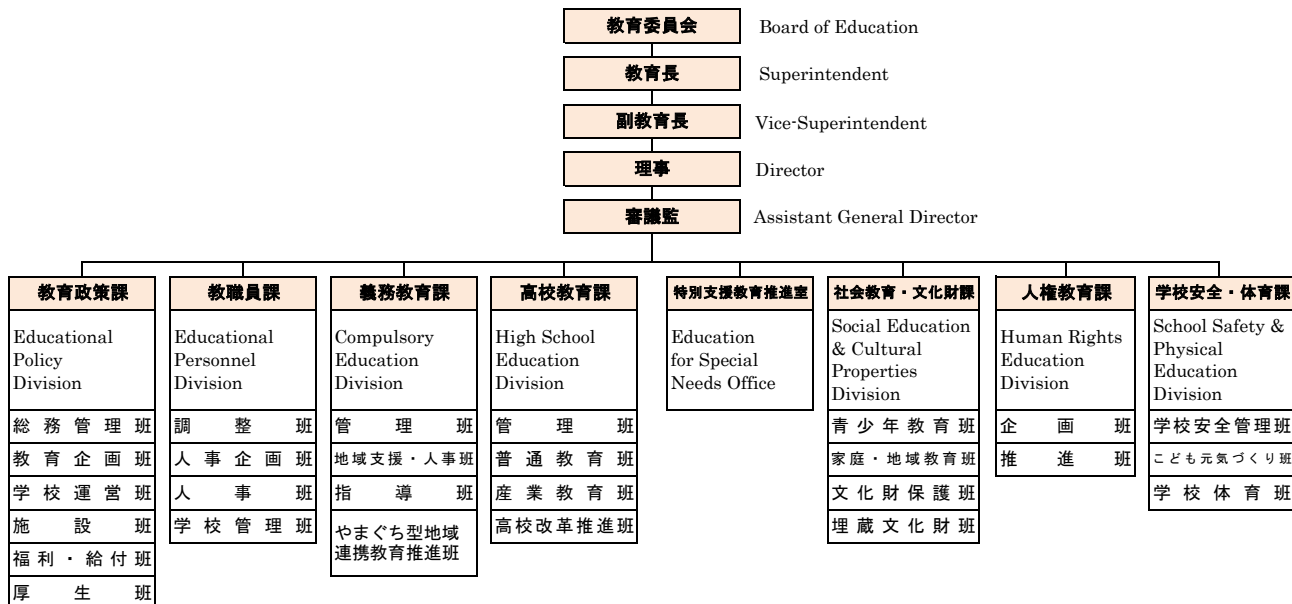 教育委員会 Board of Education
教育長 Superintendent
副教育長 Vice-Superintendent
理事 Director
審議監 Assistant General Director
教育政策課
Educational
Policy
Division
総務管理班
教育企画班
学校運営班
施設班
福利・給付班
厚生班
教職員課
Educational
Personnel
Division
調整班
人事企画班
人事班
学校管理班
義務教育課
Compulsory
Education
Division
管理班
地域支援・人事班
指導班
やまぐち型地域
連携教育推進班
高校教育課
High School
Education
Division
管理班
普通教育班
産業教育班
高校改革推進班
特別支援教育推進室
Education
for Special
Needs Office
社会教育・文化財課
Social Education
& Cultural
Properties
Division
青少年教育班
家庭・地域教育班
文化財保護班
埋蔵文化財班
人権教育課
Human Rights
Education
Division
企画班
推進班
学校安全・体育課
School Safety &
Physical
Education
Division
学校安全管理班
こども元気づくり班
学校体育班